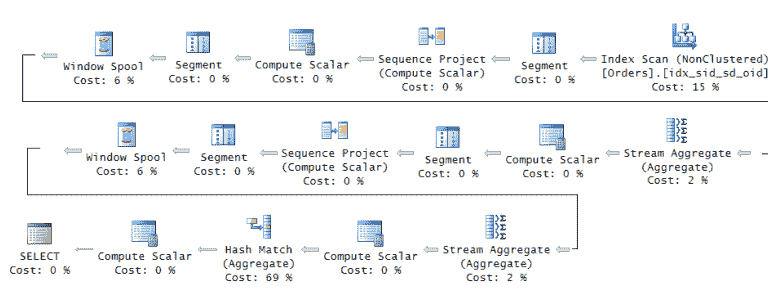 Window Spool
Cost: 6 %
Segment
Cost: 0 %
Compute Scalar
Cost: 0 %
Sequence Project
(Compute Scalar)
Cost: 0 %
Segment
Cost: 0 %
Index Scan (NonClustered)
[Orders].[idx_sid_sd_oid]
Cost: 15 %
Window Spool
Cost: 6 %
Segment
Cost: 0 %
Sequence Project
(Compute Scalar)
Cost: 0 %
Segment
Cost: 0 %
Compute Scalar
Cost: 0 %
Stream Aggregate
(Aggregate)
Cost: 2 %
SELECT
Cost: 0 %
Compute Scalar
Cost: 0 %
Hash Match
(Aggregate)
Cost: 69 %
Compute Scalar
Cost: 0 %
Stream Aggregate
(Aggregate)
Cost: 2 %